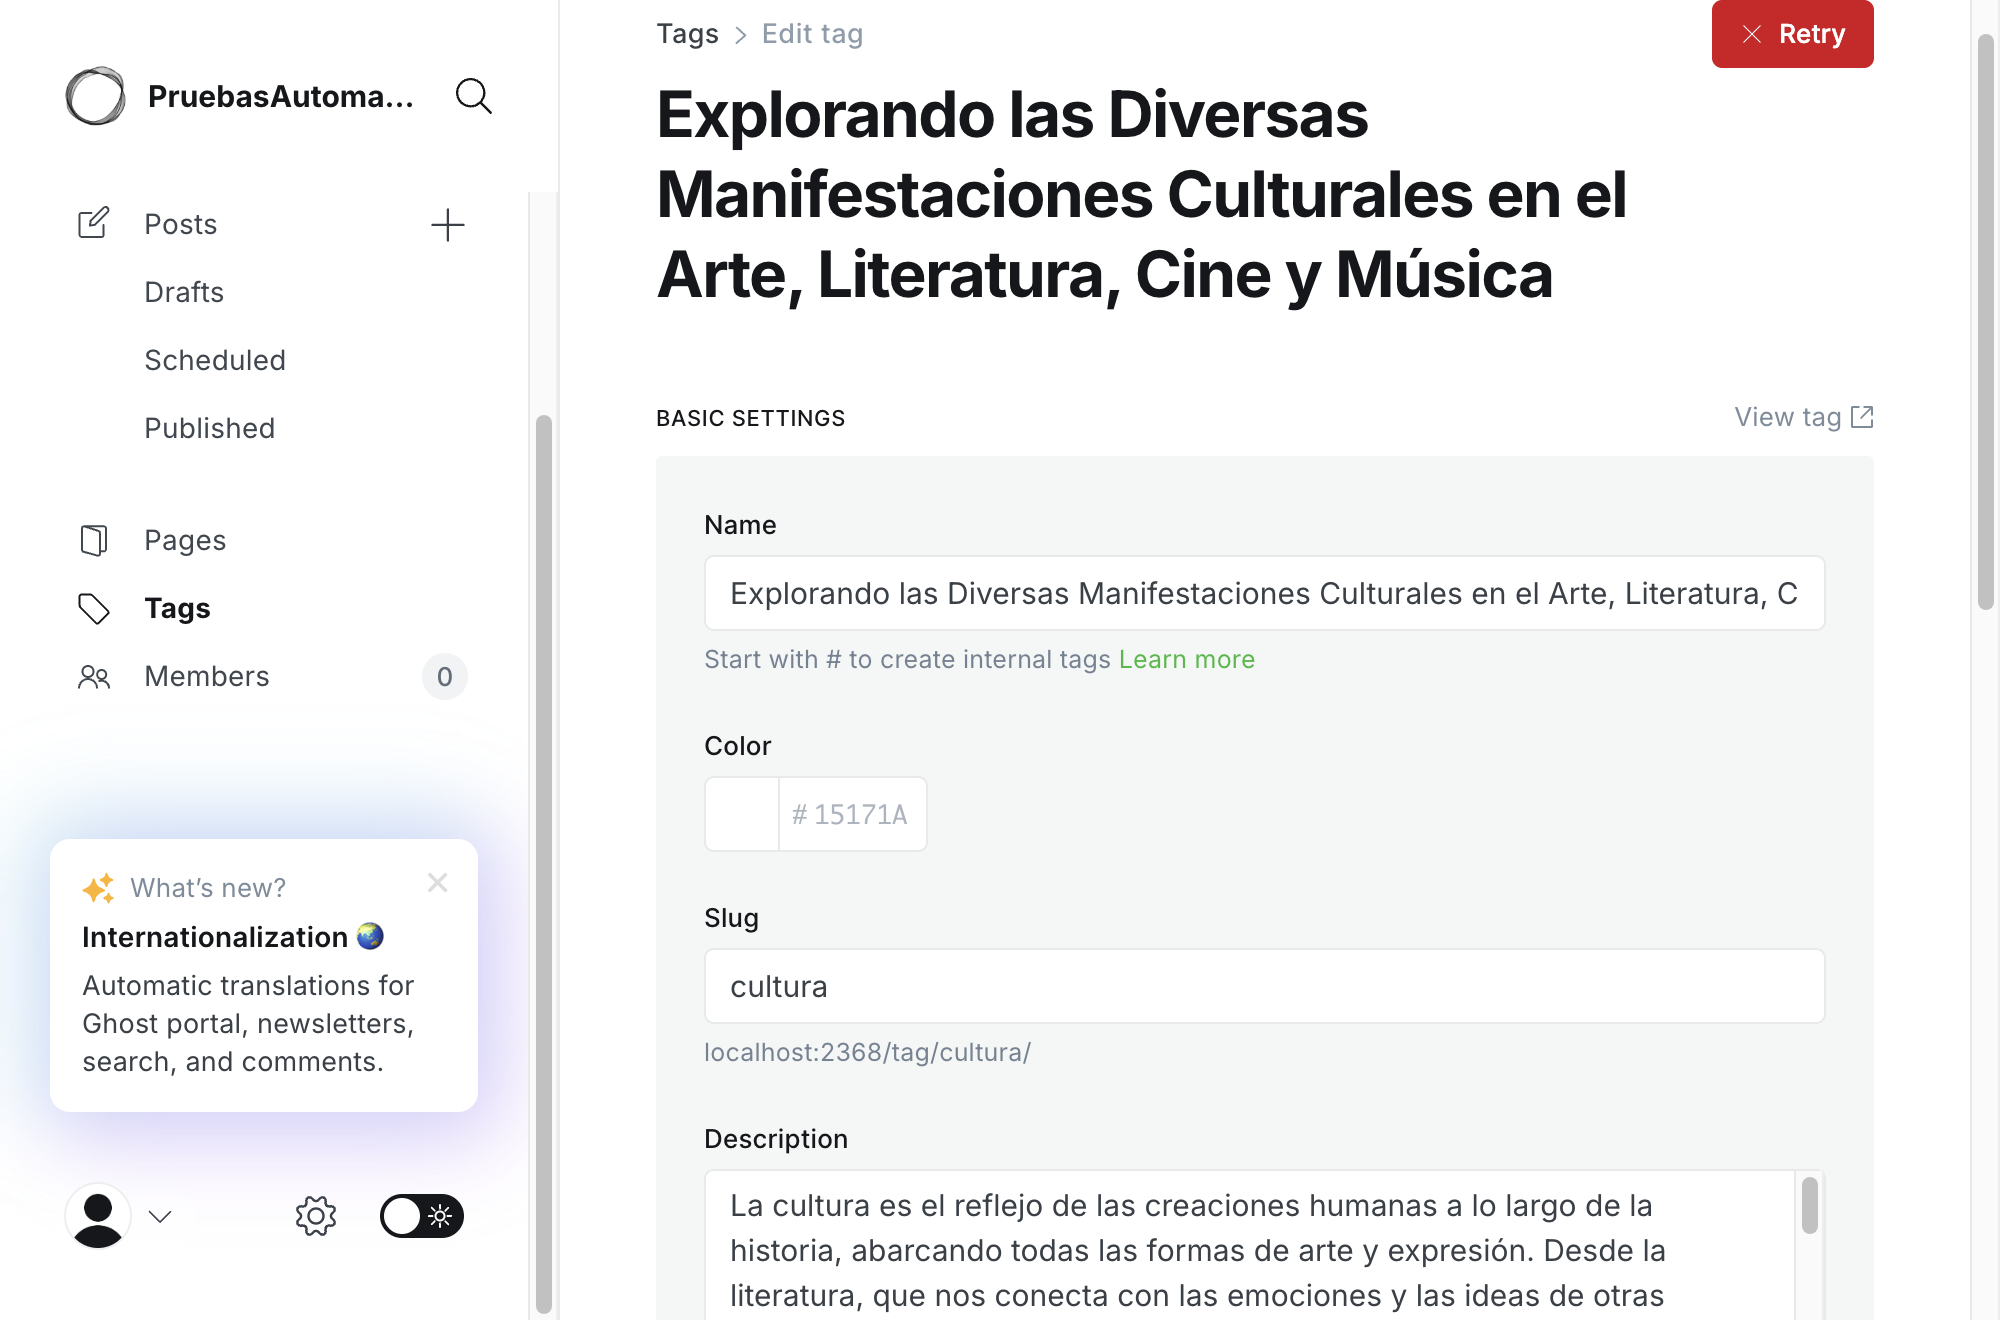 PruebasAutoma...
Posts
Drafts
Scheduled
Published
Pages
Tags
Members
0
What’s new?
Internationalization
Automatic translations for
Ghost portal, newsletters,
search, and comments.
Tags > Edit tag
Retry
Explorando las Diversas
Manifestaciones Culturales en el
Arte, Literatura, Cine y Música
BASIC SETTINGS
View tag
Name
Explorando las Diversas Manifestaciones Culturales en el Arte, Literatura, C
Start with # to create internal tags Learn more
Color
# 15171A
Slug
cultura
localhost:2368/tag/cultura/
Description
La cultura es el reflejo de las creaciones humanas a lo largo de la
historia, abarcando todas las formas de arte y expresión. Desde la
literatura, que nos conecta con las emociones y las ideas de otras